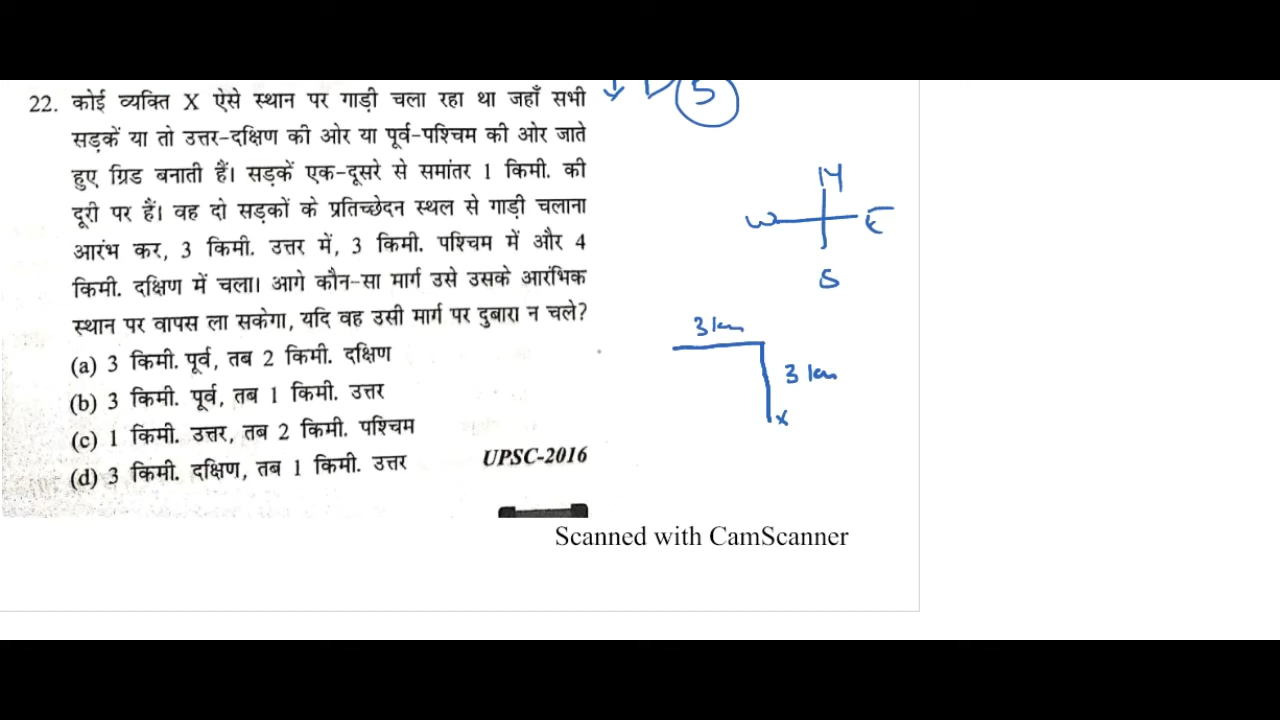 5
22. कोई व्यक्ति X ऐसे स्थान पर गाड़ी चला रहा था जहाँ सभी
सड़कें या तो उत्तर-दक्षिण की ओर या पूर्व-पश्चिम की ओर जाते
हुए ग्रिड बनाती हैं। सड़कें एक-दूसरे से समांतर 1 किमी. की
दूरी पर हैं। वह दो सड़कों के प्रतिच्छेदन स्थल से गाड़ी चलाना
आरंभ कर, 3 किमी. उत्तर में, 3 किमी. पश्चिम में और 4
किमी. दक्षिण में चला। आगे कौन-सा मार्ग उसे उसके आरंभिक
स्थान पर वापस ला सकेगा, यदि वह उसी मार्ग पर दुबारा न चले?
(a) 3 किमी. पूर्व, तब 2 किमी. दक्षिण
(b) 3 किमी. पूर्व, तब 1 किमी. उत्तर
(c) 1 किमी. उत्तर, तब 2 किमी. पश्चिम
(d) 3 किमी. दक्षिण, तब 1 किमी. उत्तर
UPSC-2016
N
W E
S
3 km
3 km
x
Scanned with CamScanner